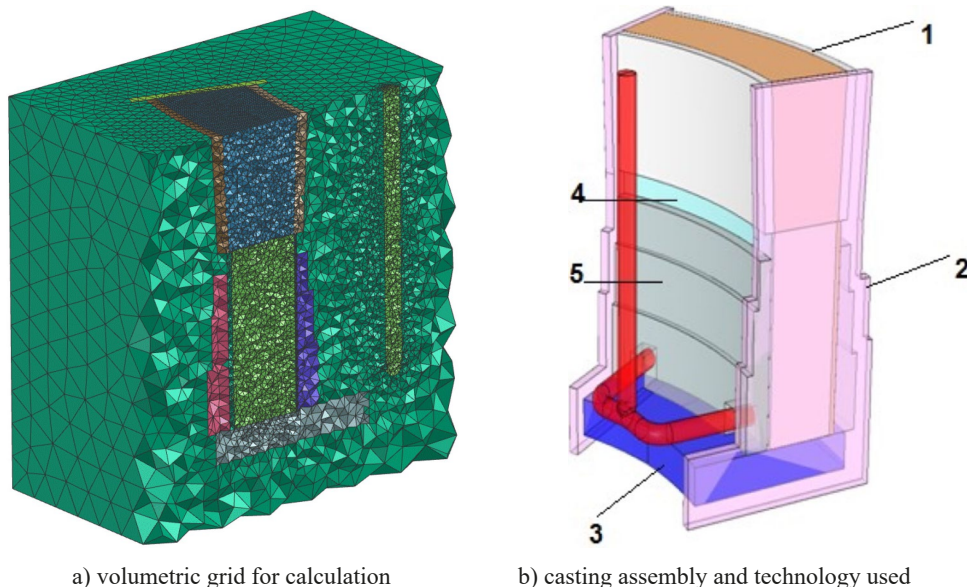 1
4
2
5
3
a) volumetric grid for calculation
b) casting assembly and technology used